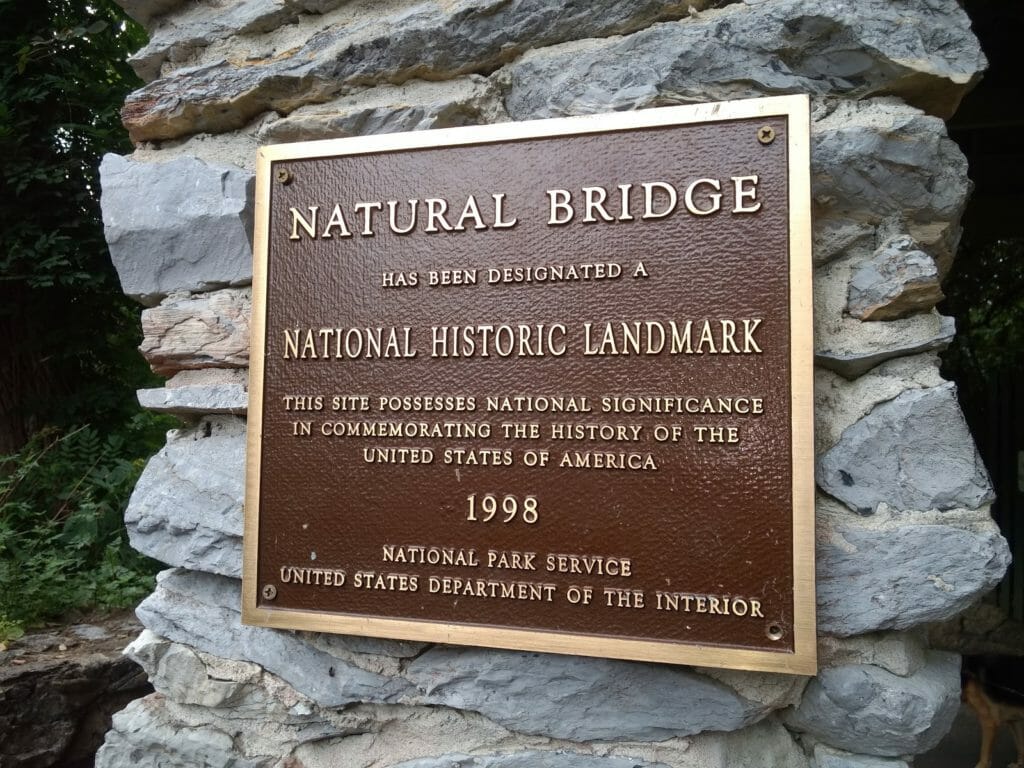 NATURAL BRIDGE
HAS BEEN DESIGNATED A
NATIONAL HISTORIC LANDMARK
THIS SITE POSSESSES NATIONAL SIGNIFICANCE
IN COMMEMORATING THE HISTORY OF THE
UNITED STATES OF AMERICA
1998
NATIONAL PARK SERVICE
UNITED STATES DEPARTMENT OF THE INTERIOR